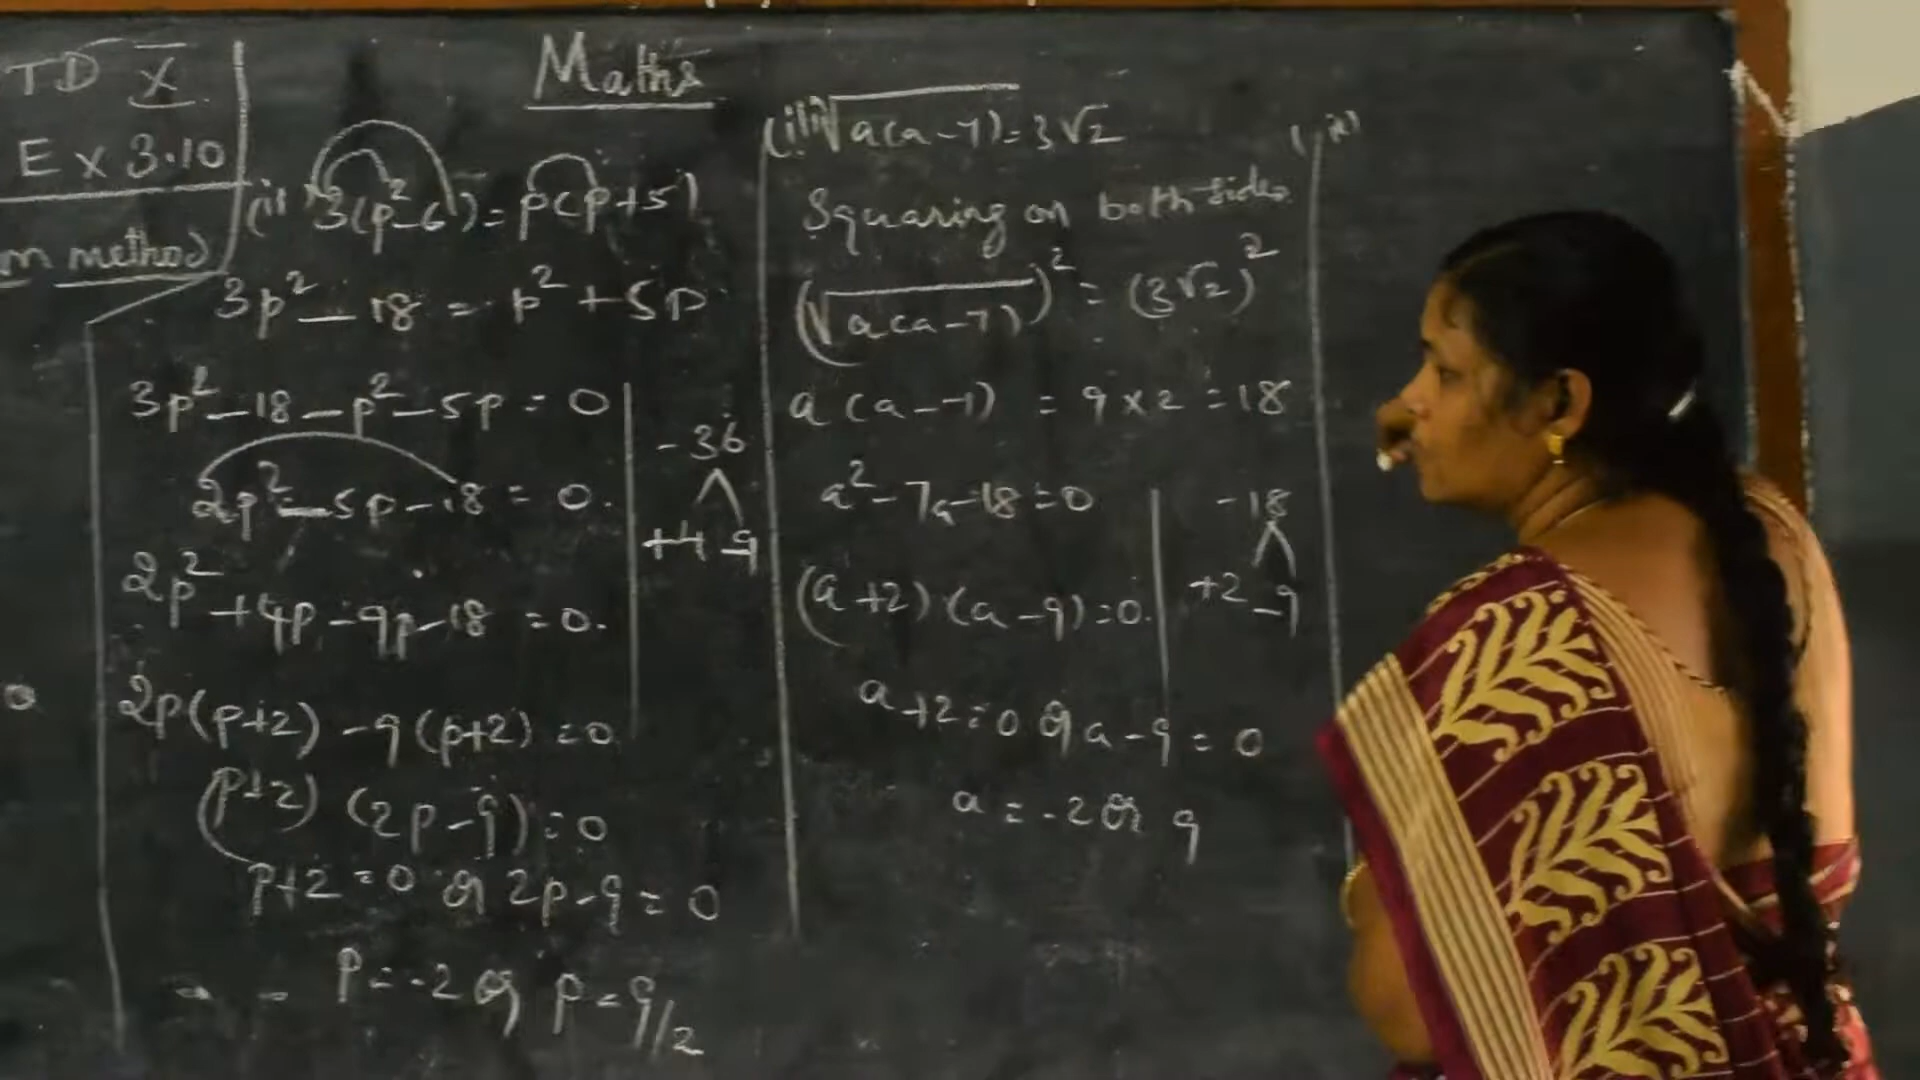 Maths
TD X
Ex 3.10
m method
(ii) 3(p²-6) = p(p+5)
3p² - 18 = p² + 5p
3p² - 18 - p² - 5p = 0
2p² - 5p - 18 = 0.
-36
+4 -9
2p² + 4p - 9p - 18 = 0.
2p(p+2) - 9(p+2) = 0
(p+2) (2p-9) = 0
p+2 = 0 or 2p-9 = 0
p = -2 or p = 9/2
(iii) √a(a-7) = 3√2
Squaring on both sides.
(√a(a-7))² = (3√2)²
a(a-7) = 9 × 2 = 18
a² - 7a - 18 = 0
-18
+2 -9
(a+2) (a-9) = 0.
a+2 = 0 or a-9 = 0
a = -2 or 9